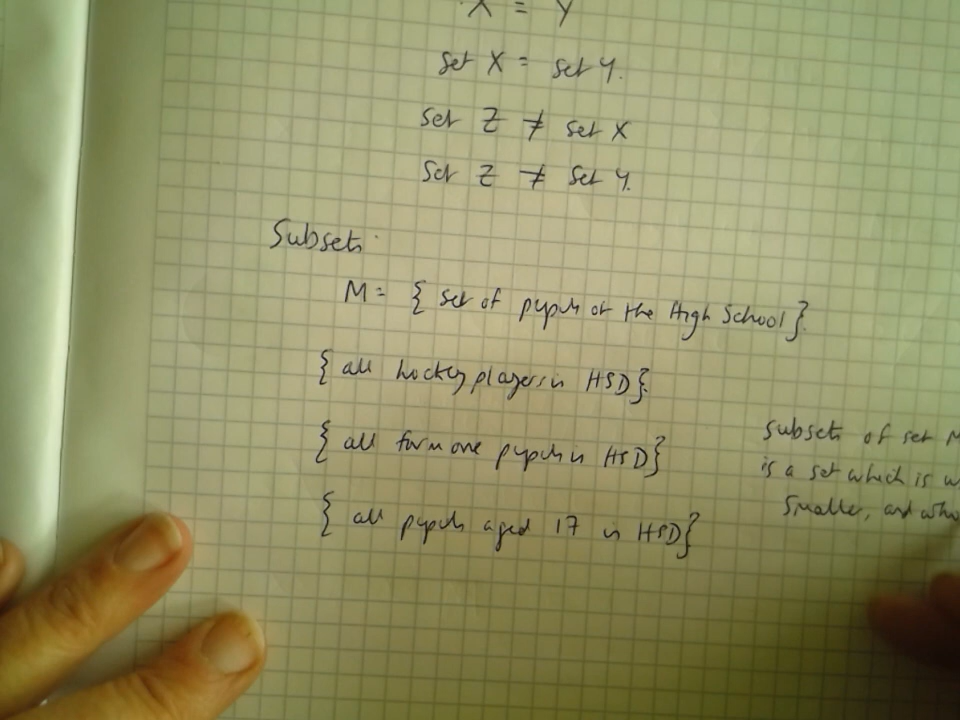 X = Y
set X = set Y.
set Z ≠ set X
set Z ≠ set Y.
Subsets
M = { set of pupils at the High School }
{ all hockey players in HSD }
{ all form one pupils in HSD }
{ all pupils aged 17 in HSD }
subsets of set M
is a set which is
smaller, and